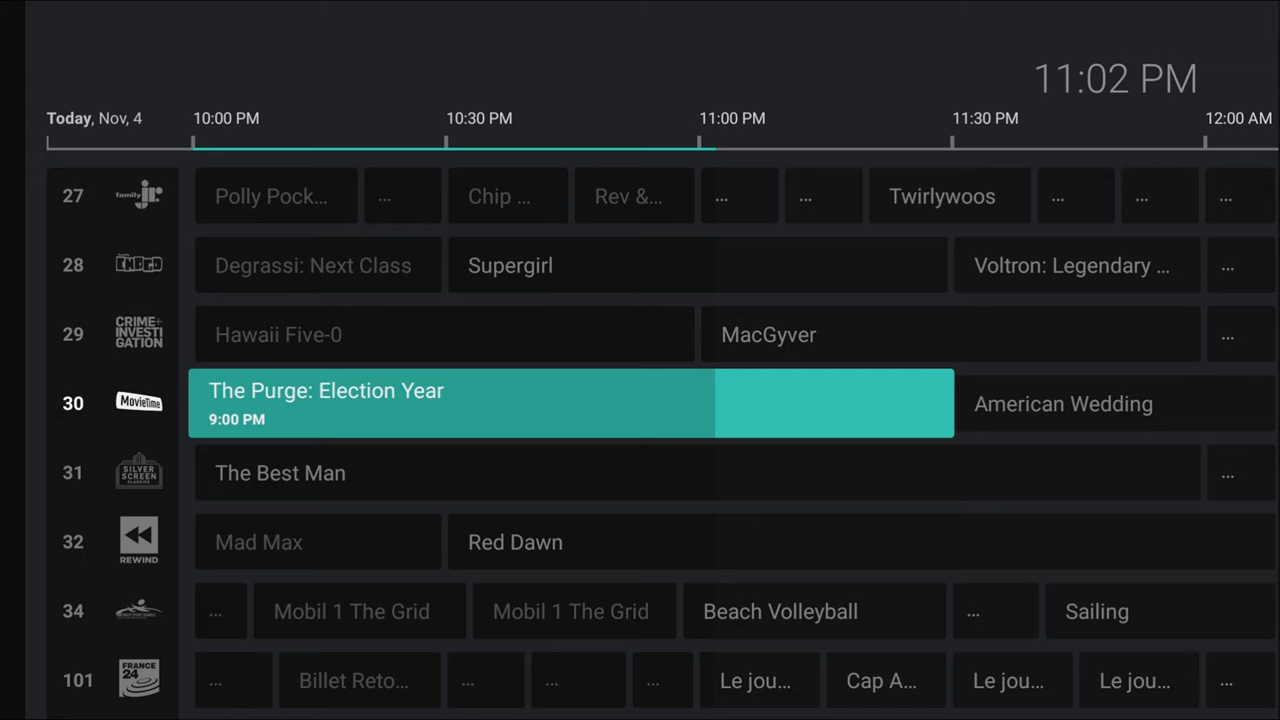 11:02 PM
Today, Nov, 4
10:00 PM
10:30 PM
11:00 PM
11:30 PM
12:00 AM
27
family jr.
Polly Pock...
...
Chip ...
Rev &...
...
...
Twirlywoos
...
...
...
28
Degrassi: Next Class
Supergirl
Voltron: Legendary ...
...
29
CRIME+
INVESTI
GATION
Hawaii Five-0
MacGyver
...
30
MovieTime
The Purge: Election Year
9:00 PM
American Wedding
31
SILVER
SCREEN
CLASSICS
The Best Man
...
32
REWIND
Mad Max
Red Dawn
34
...
Mobil 1 The Grid
Mobil 1 The Grid
Beach Volleyball
...
Sailing
101
FRANCE
24
...
Billet Reto...
...
...
...
Le jou...
Cap A...
Le jou...
Le jou...
...